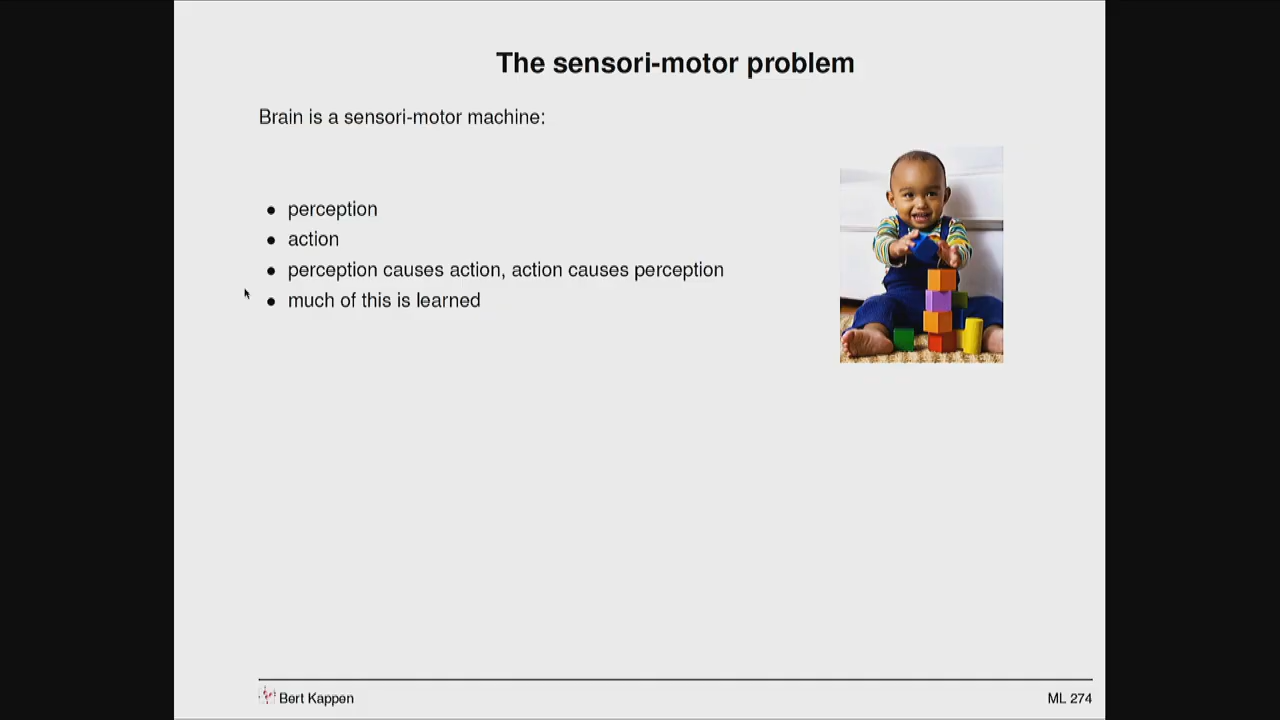 The sensori-motor problem
Brain is a sensori-motor machine:
● perception
● action
● perception causes action, action causes perception
● much of this is learned
Bert Kappen
ML 274